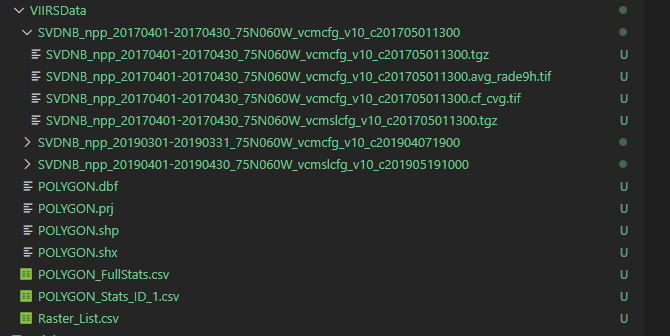 VIIRSData
SVDNB_npp_20170401-20170430_75N060W_vcmcfg_v10_c201705011300
SVDNB_npp_20170401-20170430_75N060W_vcmcfg_v10_c201705011300.tgz U
SVDNB_npp_20170401-20170430_75N060W_vcmcfg_v10_c201705011300.avg_rade9h.tif U
SVDNB_npp_20170401-20170430_75N060W_vcmcfg_v10_c201705011300.cf_cvg.tif U
SVDNB_npp_20170401-20170430_75N060W_vcmslcfg_v10_c201705011300.tgz U
SVDNB_npp_20190301-20190331_75N060W_vcmcfg_v10_c201904071900
SVDNB_npp_20190401-20190430_75N060W_vcmslcfg_v10_c201905191000
POLYGON.dbf U
POLYGON.prj U
POLYGON.shp U
POLYGON.shx U
POLYGON_FullStats.csv U
POLYGON_Stats_ID_1.csv U
Raster_List.csv U